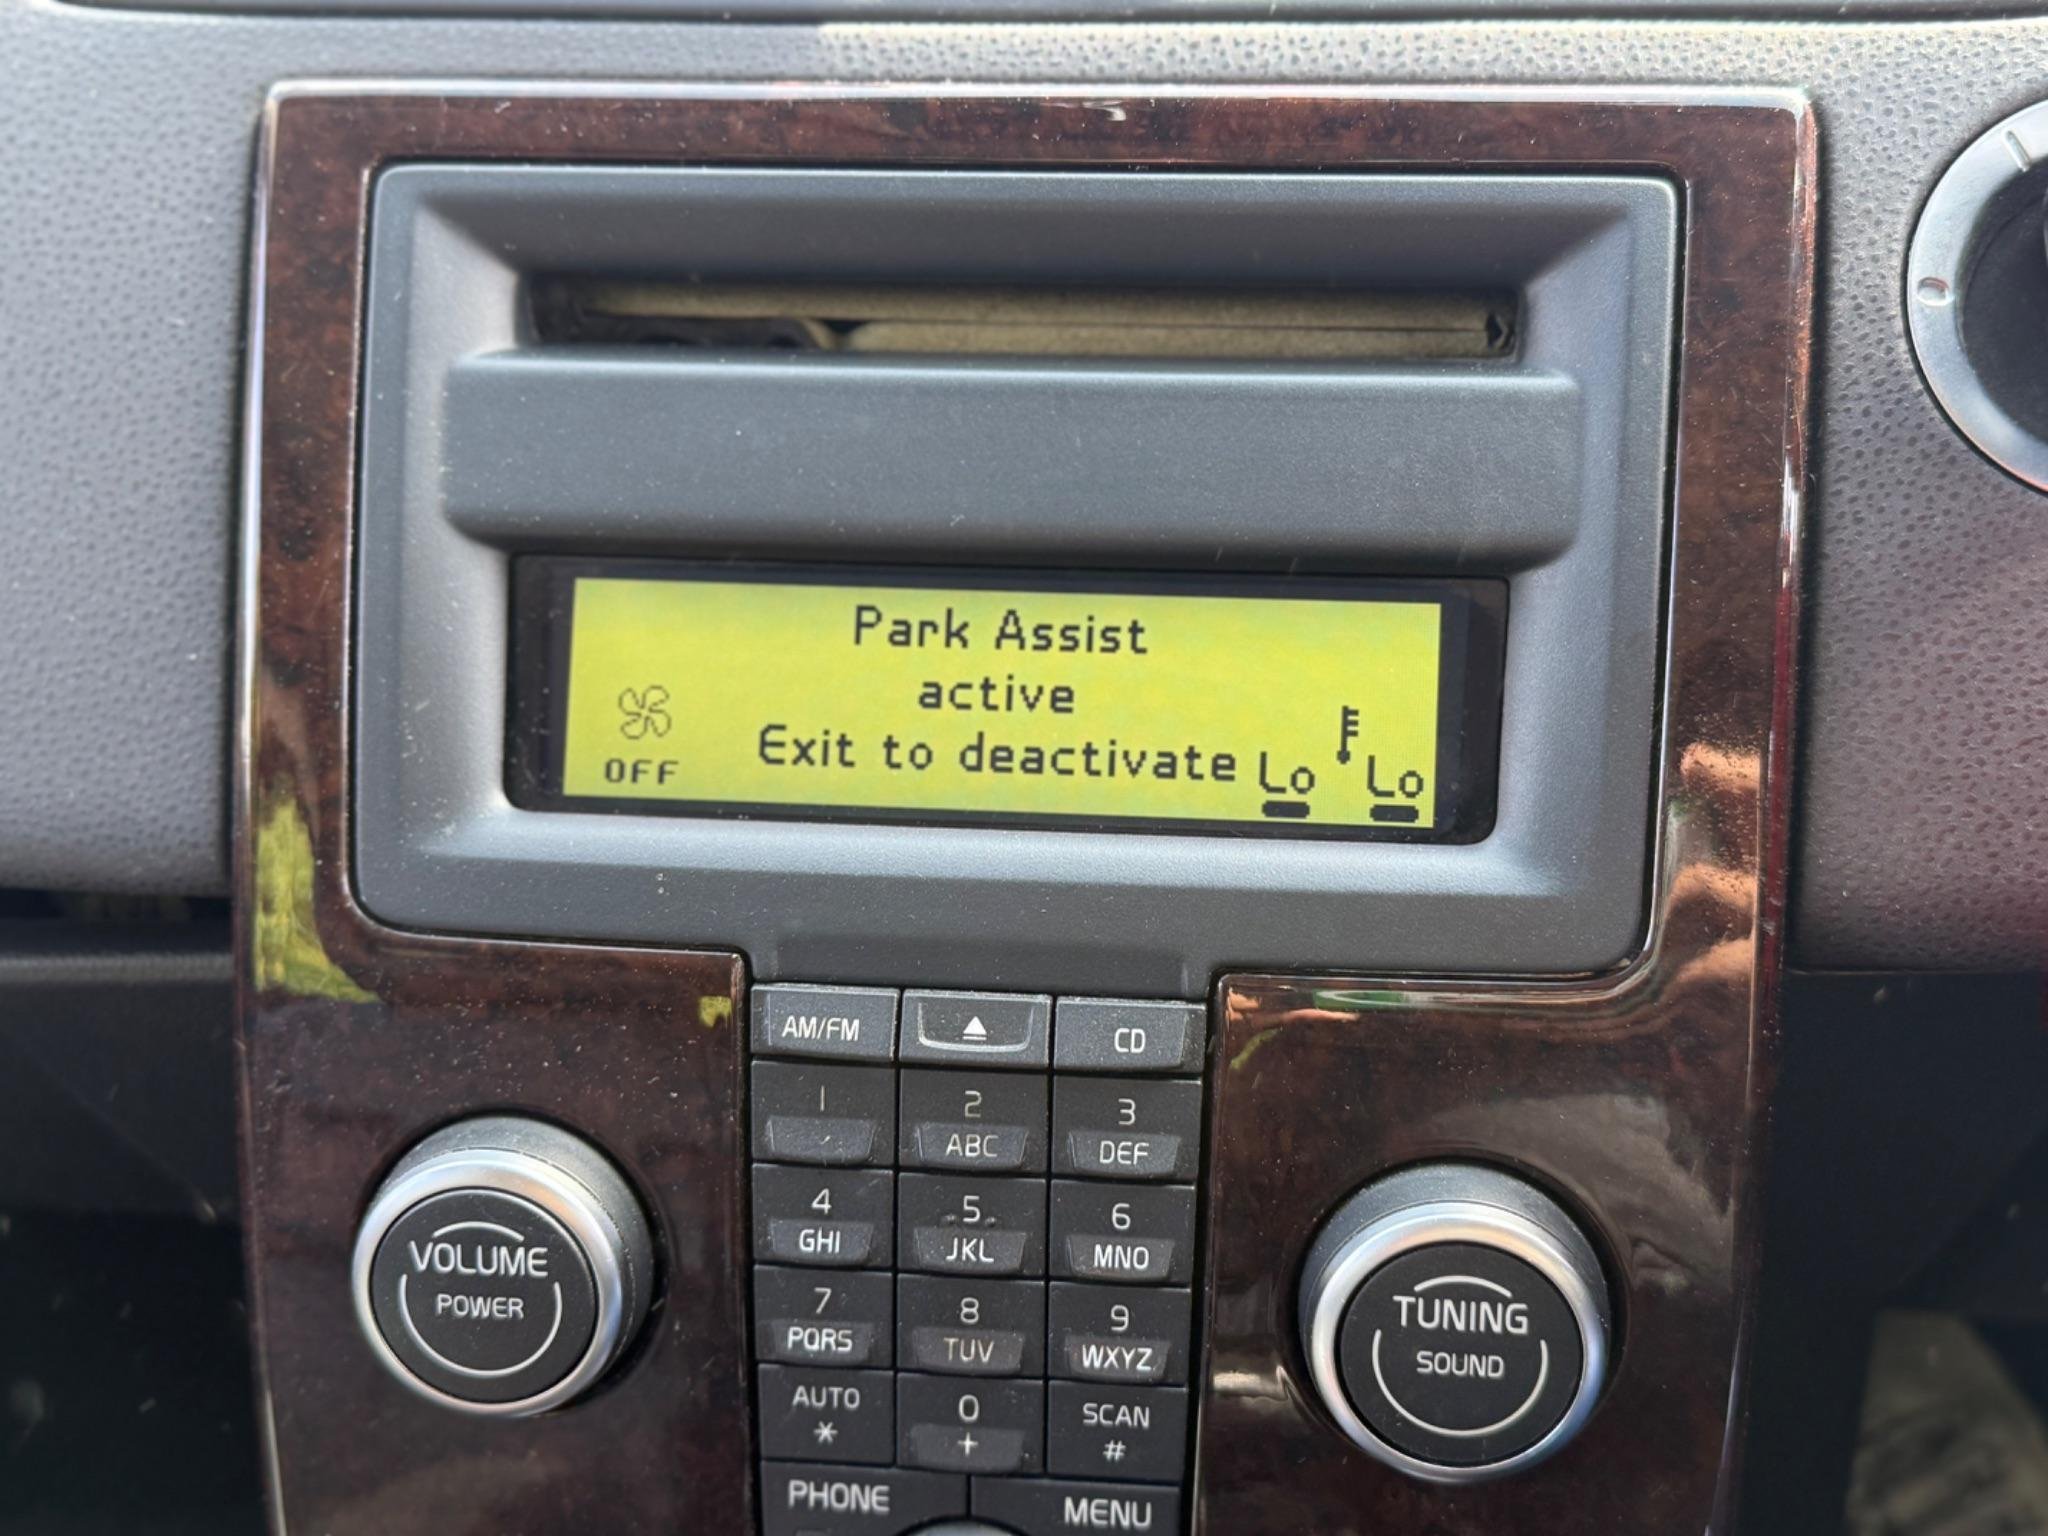 Park Assist
active
Exit to deactivate
OFF
Lo Lo
AM/FM CD
1 2 3
ABC DEF
4 5 6
GHI JKL MNO
7 8 9
PQRS TUV WXYZ
AUTO 0 SCAN
* + #
PHONE MENU
VOLUME
POWER
TUNING
SOUND